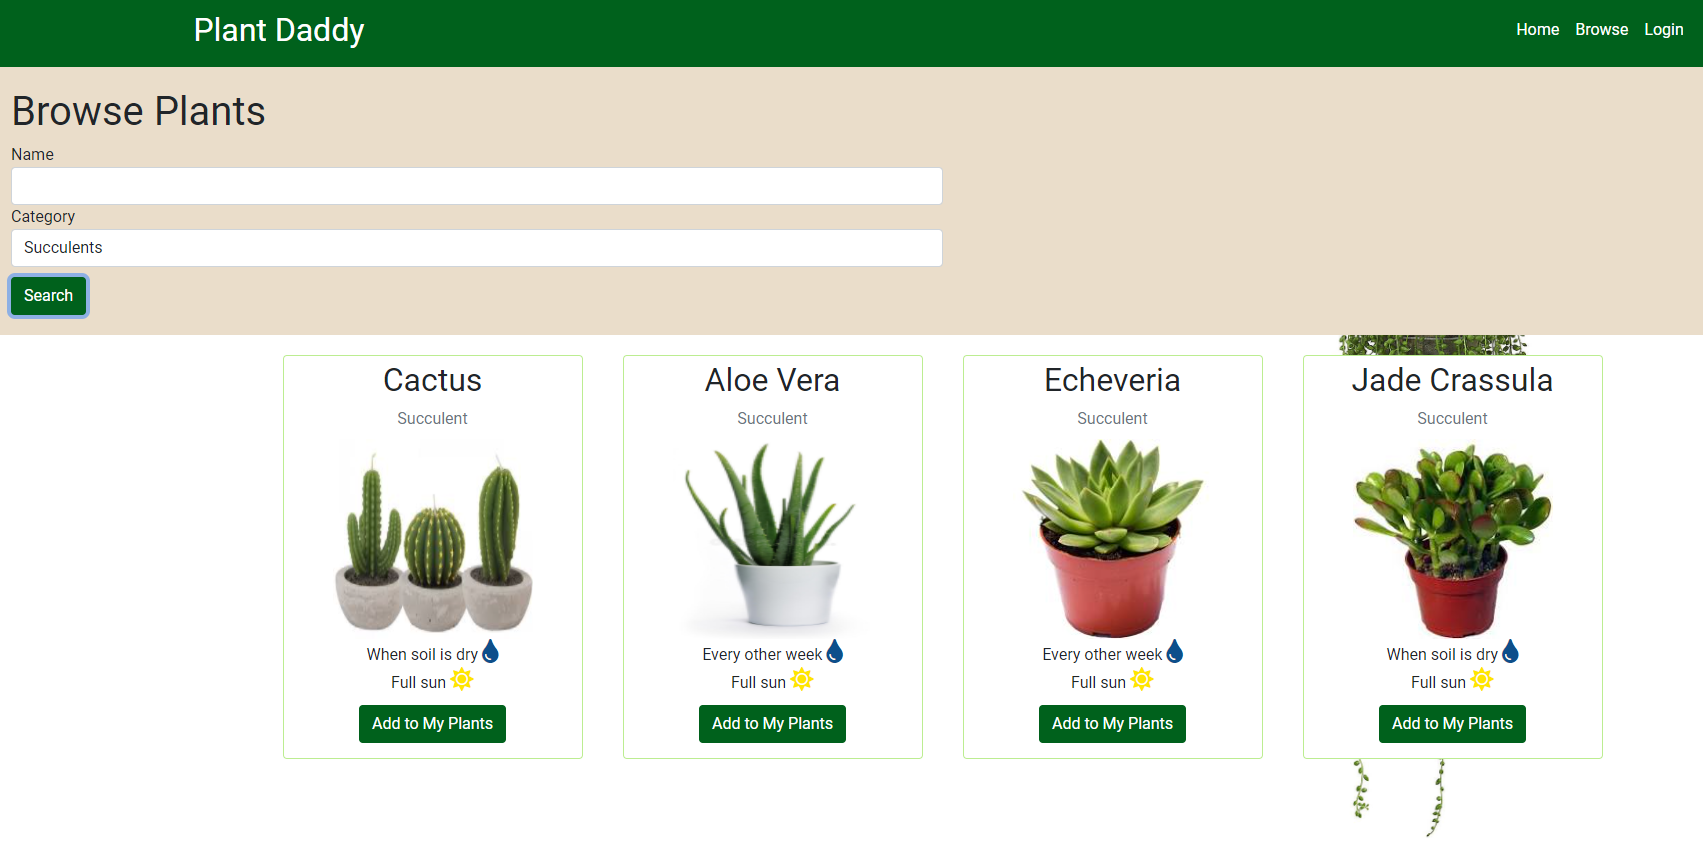 Plant Daddy
Home Browse Login
Browse Plants
Name
Category
Succulents
Search
Cactus
Succulent
When soil is dry
Full sun
Add to My Plants
Aloe Vera
Succulent
Every other week
Full sun
Add to My Plants
Echeveria
Succulent
Every other week
Full sun
Add to My Plants
Jade Crassula
Succulent
When soil is dry
Full sun
Add to My Plants